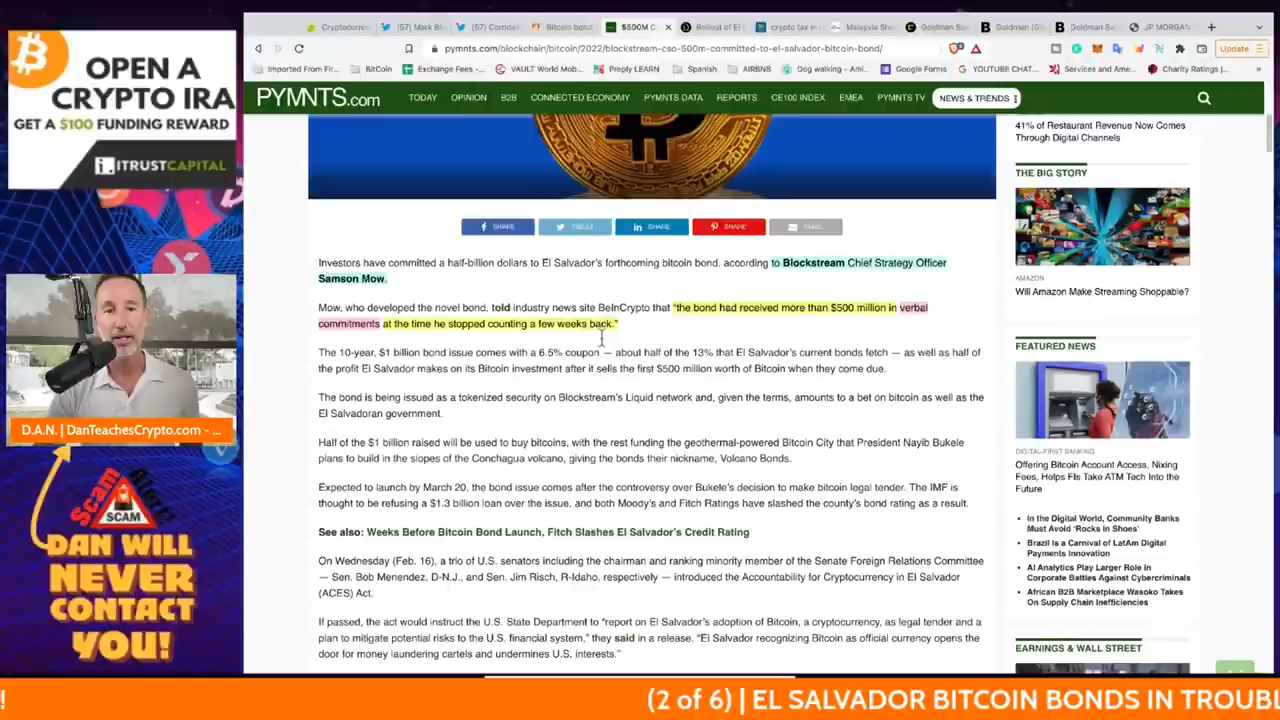 Cryptocurr
(57) Mark Bl
(57) Comda
Bitcoin bond
$500M C
Rollout of El
crypto tax in
Malaysia She
Goldman Sa
Goldman (G
Goldman Sa
JP MORGAN
pymnts.com/blockchain/bitcoin/2022/blockstream-cso-500m-committed-to-el-salvador-bitcoin-bond/
Update
Imported From Fir...
BitCoin
Exchange Fees -...
VAULT World Mob...
Preply LEARN
Spanish
AIRBNB
Dog walking - Ami...
Google Forms
YOUTUBE CHAT...
Services and Ame...
Charity Ratings |...
OPEN A
CRYPTO IRA
GET A $100 FUNDING REWARD
ITRUSTCAPITAL
PYMNTS.com
TODAY
OPINION
B2B
CONNECTED ECONOMY
PYMNTS DATA
REPORTS
CE100 INDEX
EMEA
PYMNTS TV
NEWS & TRENDS
SHARE
SHARE
SHARE
Investors have committed a half-billion dollars to El Salvador's forthcoming bitcoin bond, according to Blockstream Chief Strategy Officer
Samson Mow.
Mow, who developed the novel bond, told industry news site BeInCrypto that "the bond had received more than $500 million in verbal
commitments at the time he stopped counting a few weeks back."
The 10-year, $1 billion bond issue comes with a 6.5% coupon — about half of the 13% that El Salvador's current bonds fetch — as well as half of
the profit El Salvador makes on its Bitcoin investment after it sells the first $500 million worth of Bitcoin when they come due.
The bond is being issued as a tokenized security on Blockstream's Liquid network and, given the terms, amounts to a bet on bitcoin as well as the
El Salvadoran government.
Half of the $1 billion raised will be used to buy bitcoins, with the rest funding the geothermal-powered Bitcoin City that President Nayib Bukele
plans to build in the slopes of the Conchagua volcano, giving the bonds their nickname, Volcano Bonds.
Expected to launch by March 20, the bond issue comes after the controversy over Bukele's decision to make bitcoin legal tender. The IMF is
thought to be refusing a $1.3 billion loan over the issue, and both Moody's and Fitch Ratings have slashed the county's bond rating as a result.
See also: Weeks Before Bitcoin Bond Launch, Fitch Slashes El Salvador's Credit Rating
On Wednesday (Feb. 16), a trio of U.S. senators including the chairman and ranking minority member of the Senate Foreign Relations Committee
— Sen. Bob Menendez, D-N.J., and Sen. Jim Risch, R-Idaho, respectively — introduced the Accountability for Cryptocurrency in El Salvador
(ACES) Act.
If passed, the act would instruct the U.S. State Department to "report on El Salvador's adoption of Bitcoin, a cryptocurrency, as legal tender and a
plan to mitigate potential risks to the U.S. financial system," they said in a release. "El Salvador recognizing Bitcoin as official currency opens the
door for money laundering cartels and undermines U.S. interests."
41% of Restaurant Revenue Now Comes
Through Digital Channels
THE BIG STORY
AMAZON
Will Amazon Make Streaming Shoppable?
FEATURED NEWS
DIGITAL-FIRST BANKING
Offering Bitcoin Account Access, Nixing
Fees, Helps FIs Take ATM Tech Into the
Future
In the Digital World, Community Banks
Must Avoid 'Rocks in Shoes'
Brazil Is a Carnival of LatAm Digital
Payments Innovation
AI Analytics Play Larger Role in
Corporate Battles Against Cybercriminals
African B2B Marketplace Wasoko Takes
On Supply Chain Inefficiencies
EARNINGS & WALL STREET
D.A.N. | DanTeachesCrypto.com - ...
Scam
Alert
SCAM
DAN WILL
NEVER
CONTACT
YOU!
!
(2 of 6) | EL SALVADOR BITCOIN BONDS IN TROUBL